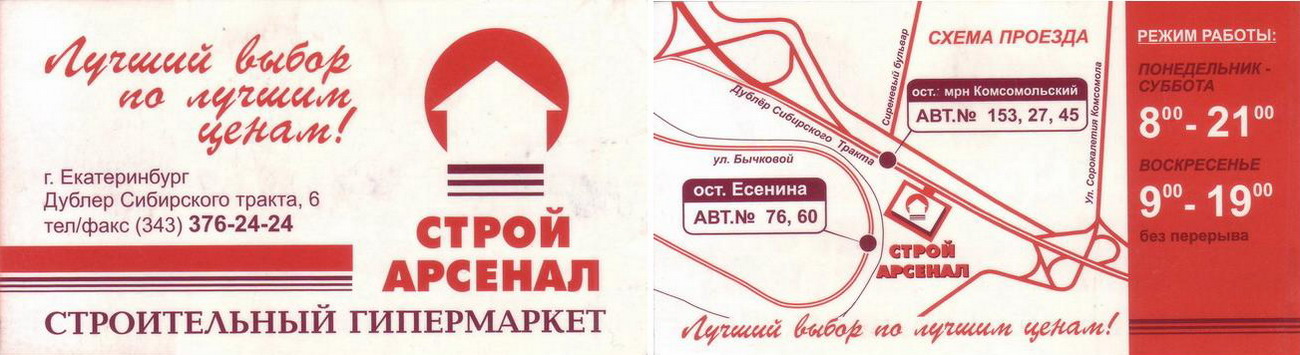 Лучший выбор
по лучшим
ценам!
г. Екатеринбург
Дублер Сибирского тракта, 6
тел/факс (343) 376-24-24
СТРОЙ
АРСЕНАЛ
СТРОИТЕЛЬНЫЙ ГИПЕРМАРКЕТ
СХЕМА ПРОЕЗДА
Сиреневый бульвар
ост.: мрн Комсомольский
АВТ.№ 153, 27, 45
Дублёр Сибирского Тракта
ул. Бычковой
Ул. Сорокалетия Комсомола
ост. Есенина
АВТ.№ 76, 60
СТРОЙ
АРСЕНАЛ
Лучший выбор по лучшим ценам!
РЕЖИМ РАБОТЫ:
ПОНЕДЕЛЬНИК -
СУББОТА
8⁰⁰ - 21⁰⁰
ВОСКРЕСЕНЬЕ
9⁰⁰ - 19⁰⁰
без перерыва